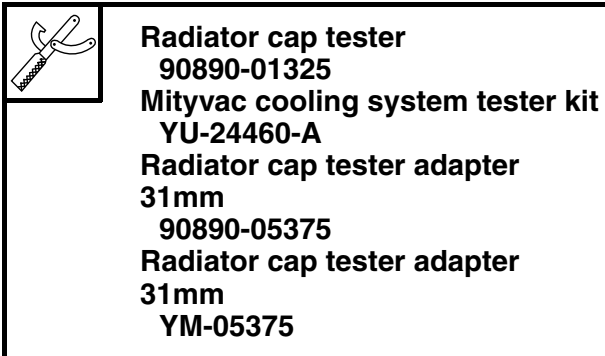 Radiator cap tester
90890-01325
Mityvac cooling system tester kit
YU-24460-A
Radiator cap tester adapter
31mm
90890-05375
Radiator cap tester adapter
31mm
YM-05375